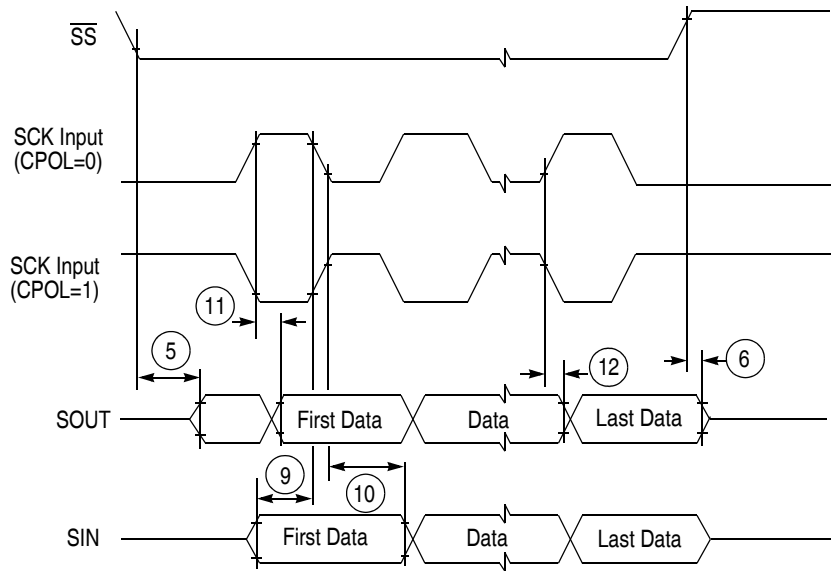 SS
SCK Input
(CPOL=0)
SCK Input
(CPOL=1)
11
5
12
6
SOUT
First Data
Data
Last Data
9
10
SIN
First Data
Data
Last Data